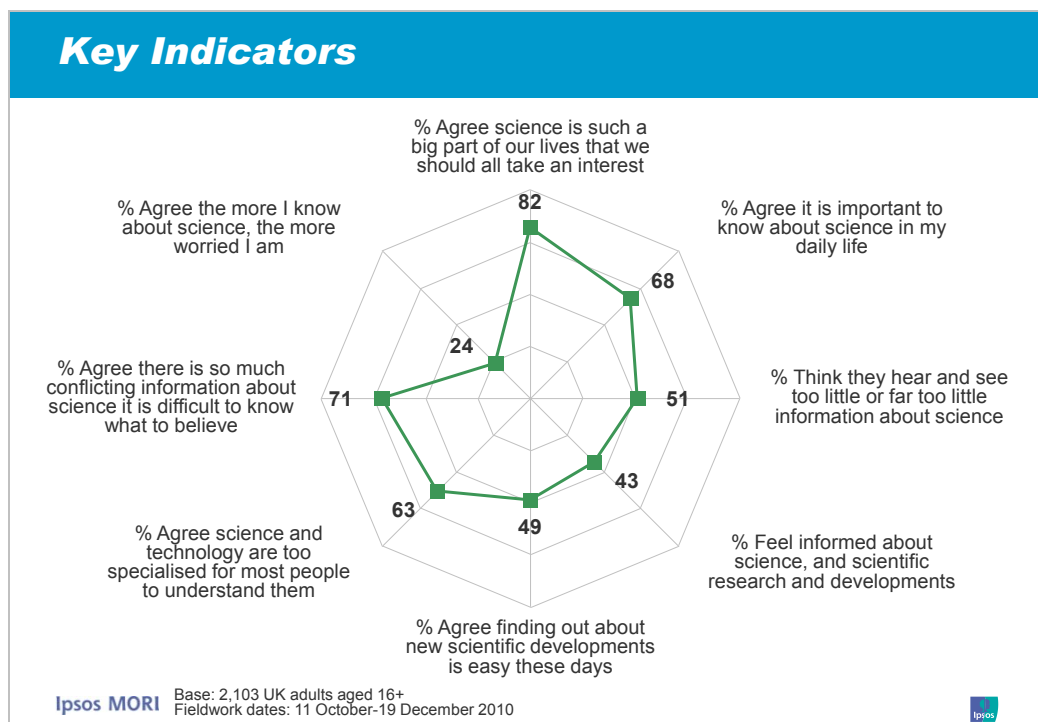 Key Indicators
% Agree science is such a
big part of our lives that we
should all take an interest
82
% Agree it is important to
know about science in my
daily life
68
% Think they hear and see
too little or far too little
information about science
51
% Feel informed about
science, and scientific
research and developments
43
% Agree finding out about
new scientific developments
is easy these days
49
% Agree science and
technology are too
specialised for most people
to understand them
63
% Agree there is so much
conflicting information about
science it is difficult to know
what to believe
71
% Agree the more I know
about science, the more
worried I am
24
Ipsos MORI
Base: 2,103 UK adults aged 16+
Fieldwork dates: 11 October-19 December 2010
Ipsos